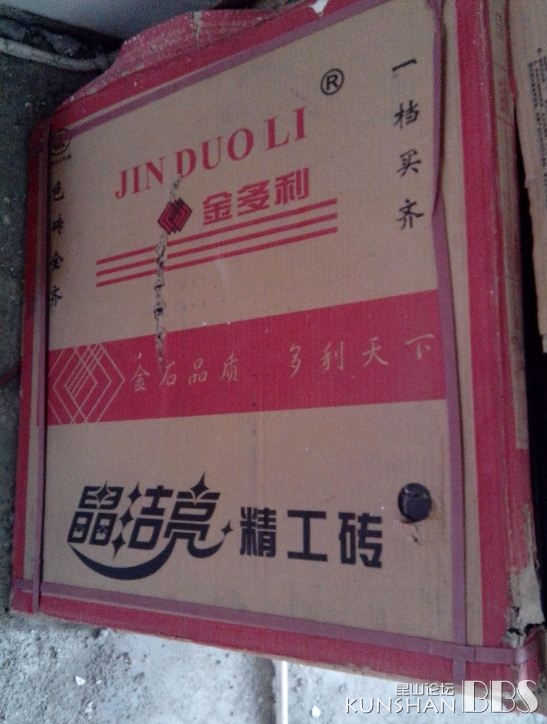 ®
JIN DUO LI
金多利
一档买齐
色砖全齐
金石品质 多利天下
晶洁亮 精工砖
昆山论坛
KUNSHAN BBS